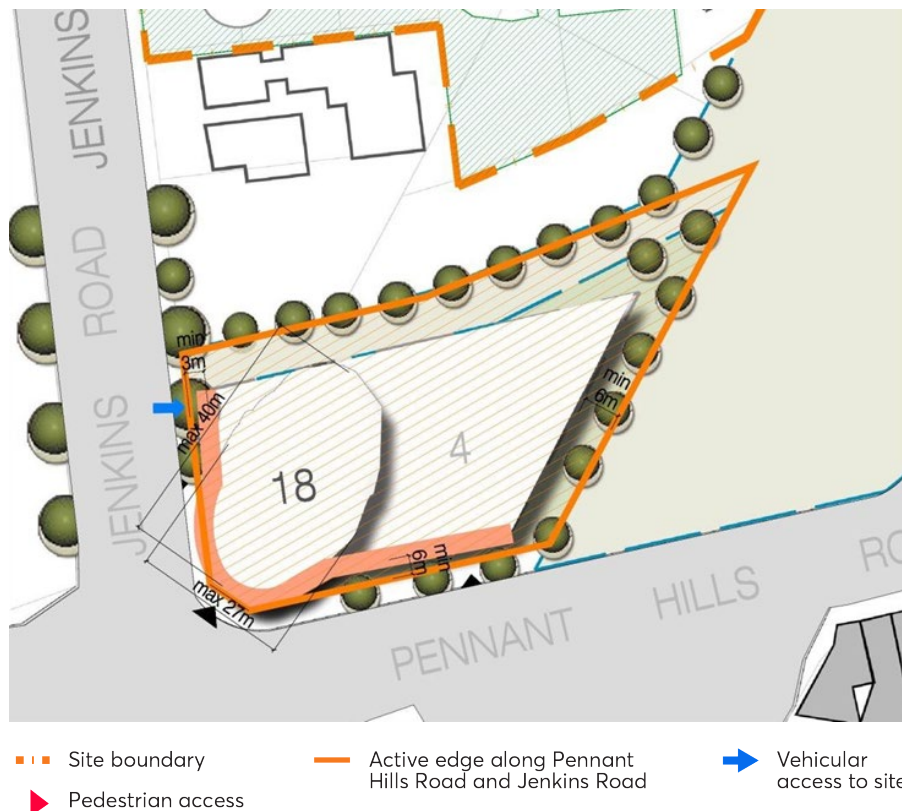 JENKINS
ROAD
JENKINS
min
3m
max 40m
18
4
min
6m
min
6m
max 27m
PENNANT
HILLS
RO
Site boundary
Active edge along Pennant
Hills Road and Jenkins Road
Vehicular
access to site
Pedestrian access